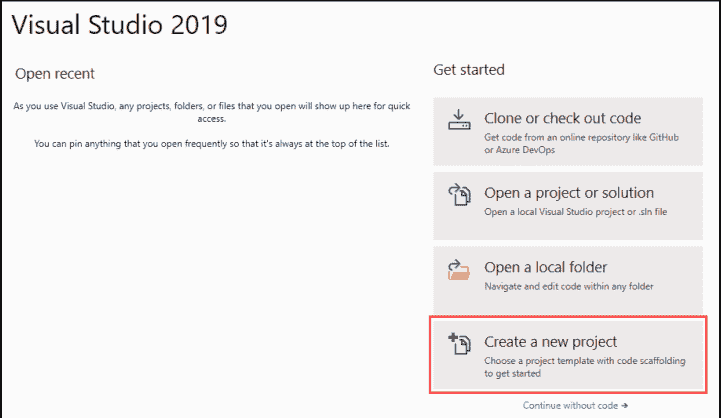 Visual Studio 2019
Open recent
As you use Visual Studio, any projects, folders, or files that you open will show up here for quick
access.
You can pin anything that you open frequently so that it's always at the top of the list.
Get started
Clone or check out code
Get code from an online repository like GitHub
or Azure DevOps
Open a project or solution
Open a local Visual Studio project or .sln file
Open a local folder
Navigate and edit code within any folder
Create a new project
Choose a project template with code scaffolding
to get started
Continue without code →